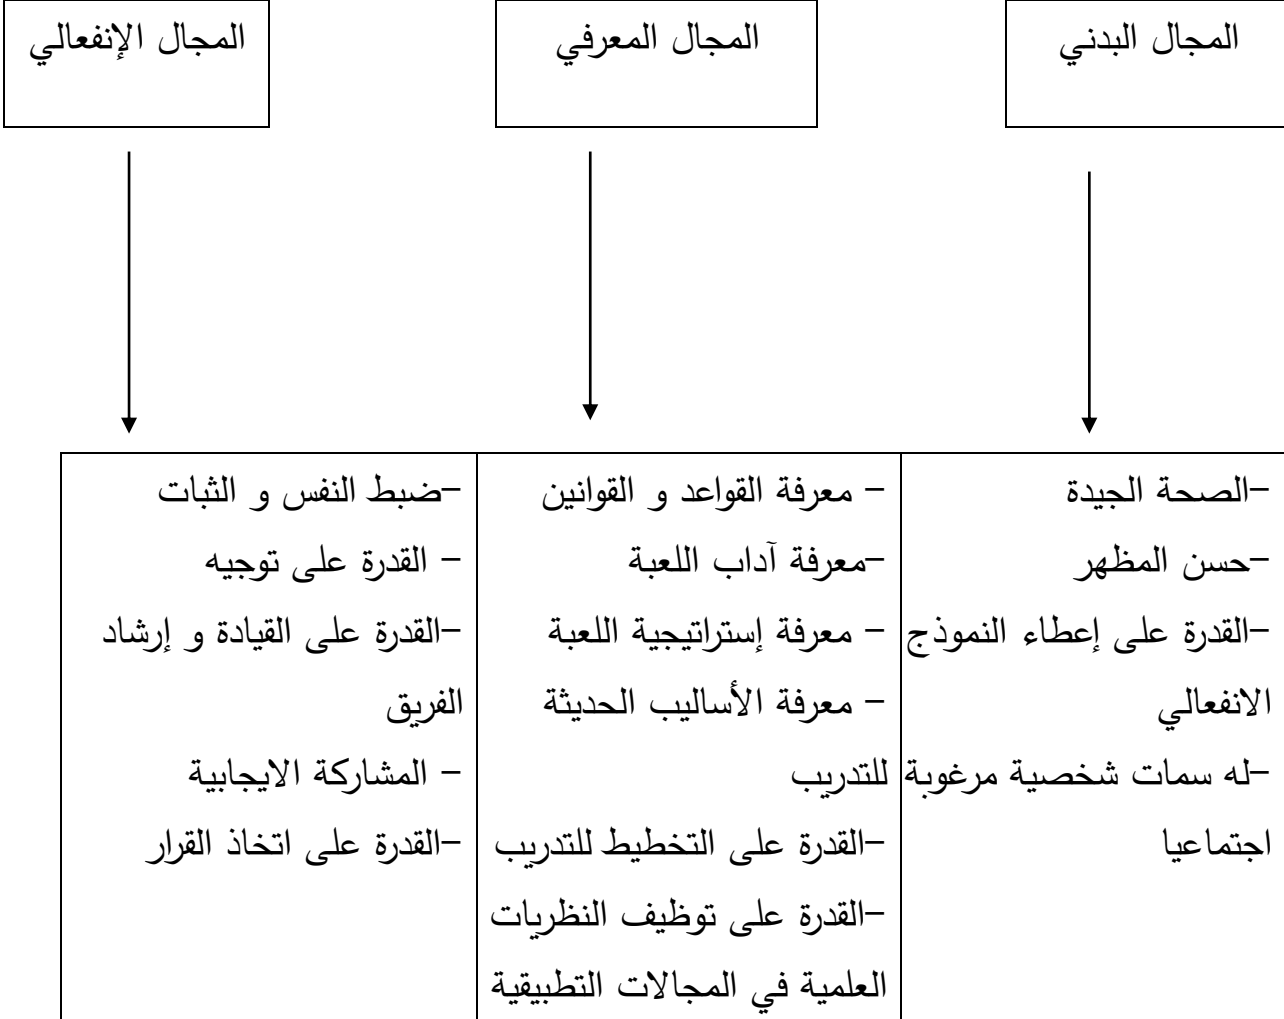 المجال البدني
المجال المعرفي
المجال الإنفعالي
–الصحة الجيدة
–حسن المظهر
–القدرة على إعطاء النموذج
الانفعالي
–له سمات شخصية مرغوبة
اجتماعيا
– معرفة القواعد و القوانين
–معرفة آداب اللعبة
– معرفة إستراتيجية اللعبة
– معرفة الأساليب الحديثة
للتدريب
–القدرة على التخطيط للتدريب
–القدرة على توظيف النظريات
العلمية في المجالات التطبيقية
–ضبط النفس و الثبات
– القدرة على توجيه
–القدرة على القيادة و إرشاد
الفريق
– المشاركة الايجابية
–القدرة على اتخاذ القرار